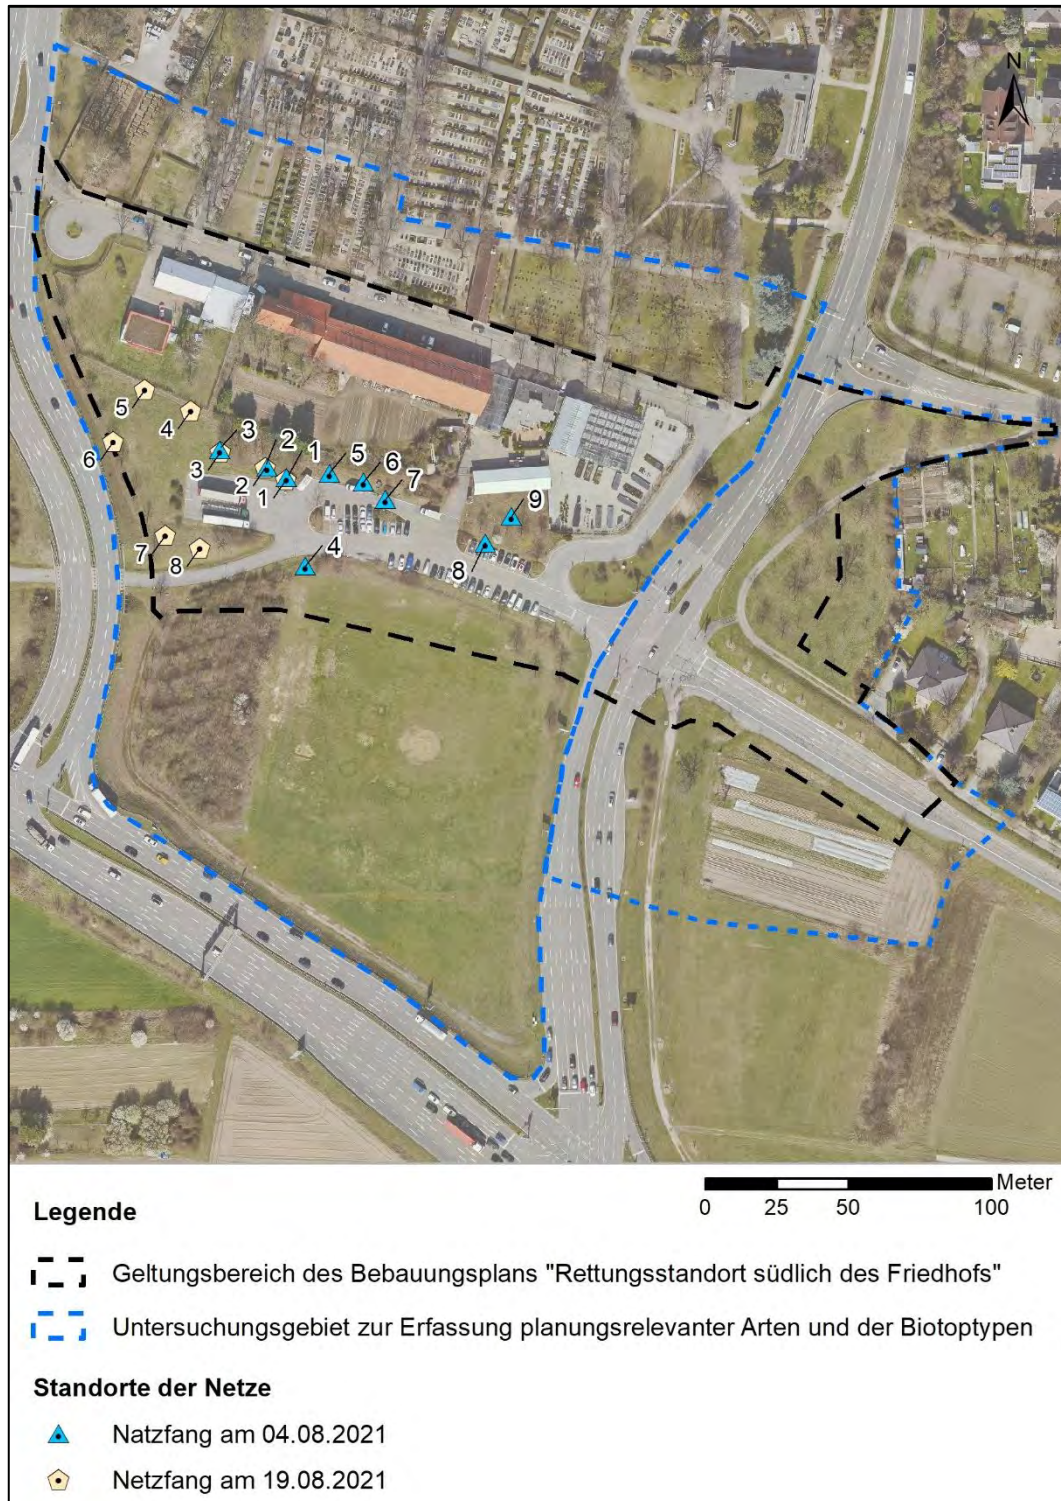 N
5
4
6
3
3
2
2
1
1
5
6
7
9
8
4
7
8
Meter
0 25 50 100
Legende
Geltungsbereich des Bebauungsplans "Rettungsstandort südlich des Friedhofs"
Untersuchungsgebiet zur Erfassung planungsrelevanter Arten und der Biotoptypen
Standorte der Netze
Natzfang am 04.08.2021
Netzfang am 19.08.2021